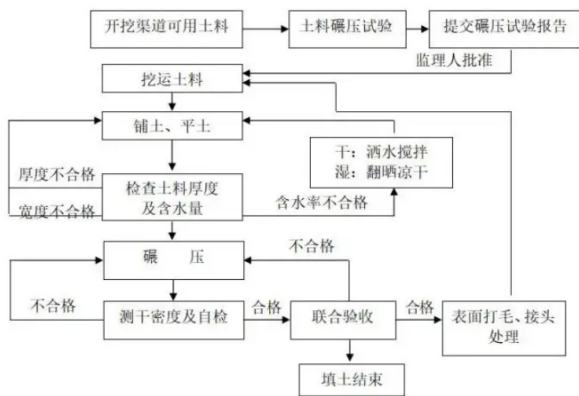 开挖渠道可用土料
土料碾压试验
提交碾压试验报告
监理人批准
挖运土料
铺土、平土
干：洒水搅拌
湿：翻晒凉干
厚度不合格
宽度不合格
检查土料厚度
及含水量
含水率不合格
碾 压
不合格
不合格
测干密度及自检
合格
联合验收
合格
表面打毛、接头
处理
填土结束